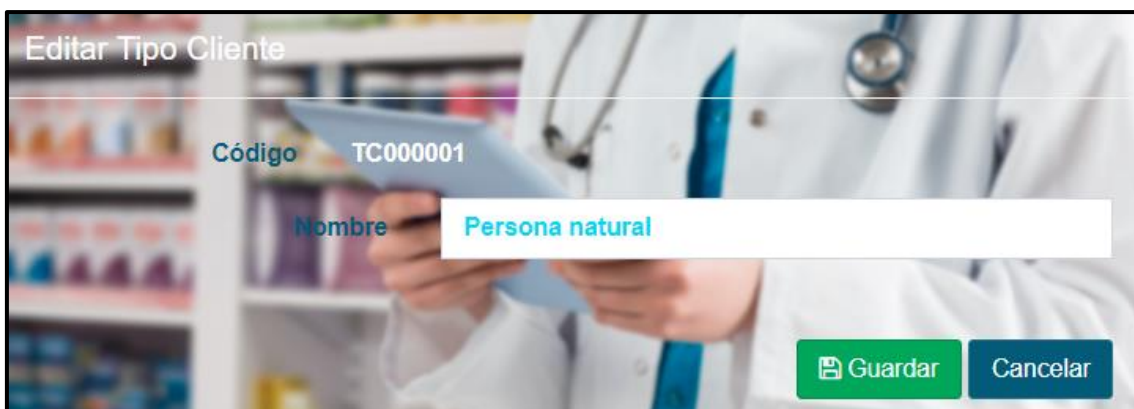 Editar Tipo Cliente
Código TC000001
Nombre Persona natural
Guardar Cancelar